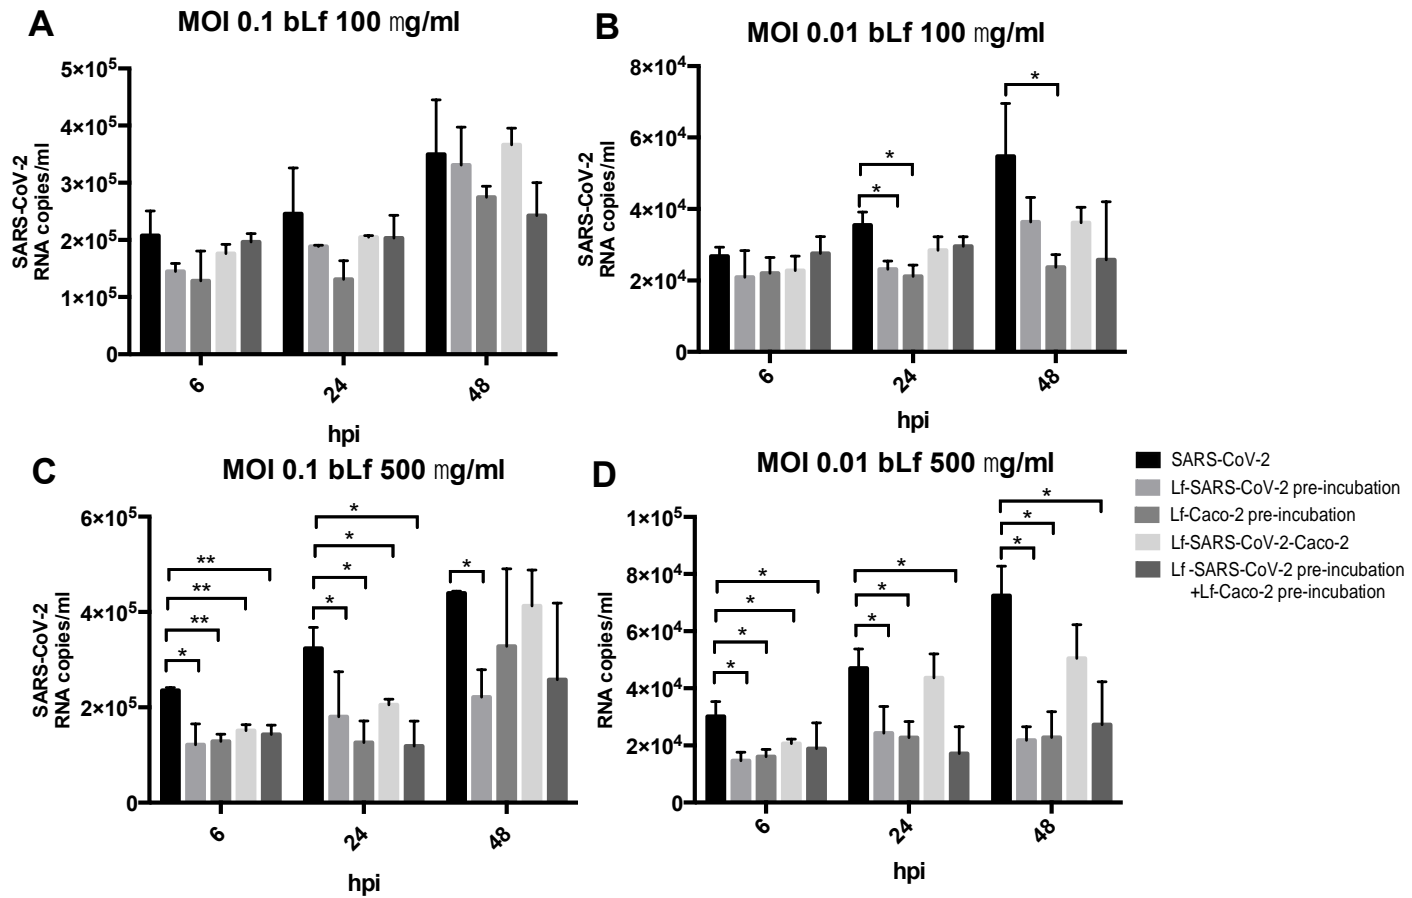 A
MOI 0.1 bLf 100 mg/ml
SARS-CoV-2
RNA copies/ml
5×10⁵
4×10⁵
3×10⁵
2×10⁵
1×10⁵
0
6
24
48
hpi
B
MOI 0.01 bLf 100 mg/ml
SARS-CoV-2
RNA copies/ml
8×10⁴
6×10⁴
4×10⁴
2×10⁴
0
*
*
*
6
24
48
hpi
C
MOI 0.1 bLf 500 mg/ml
SARS-CoV-2
RNA copies/ml
6×10⁵
4×10⁵
2×10⁵
0
**
**
**
*
*
*
*
*
*
6
24
48
hpi
D
MOI 0.01 bLf 500 mg/ml
RNA copies/ml
1×10⁵
8×10⁴
6×10⁴
4×10⁴
2×10⁴
0
*
*
*
*
*
*
*
*
*
*
6
24
48
hpi
SARS-CoV-2
Lf-SARS-CoV-2 pre-incubation
Lf-Caco-2 pre-incubation
Lf-SARS-CoV-2-Caco-2
Lf -SARS-CoV-2 pre-incubation
+Lf-Caco-2 pre-incubation